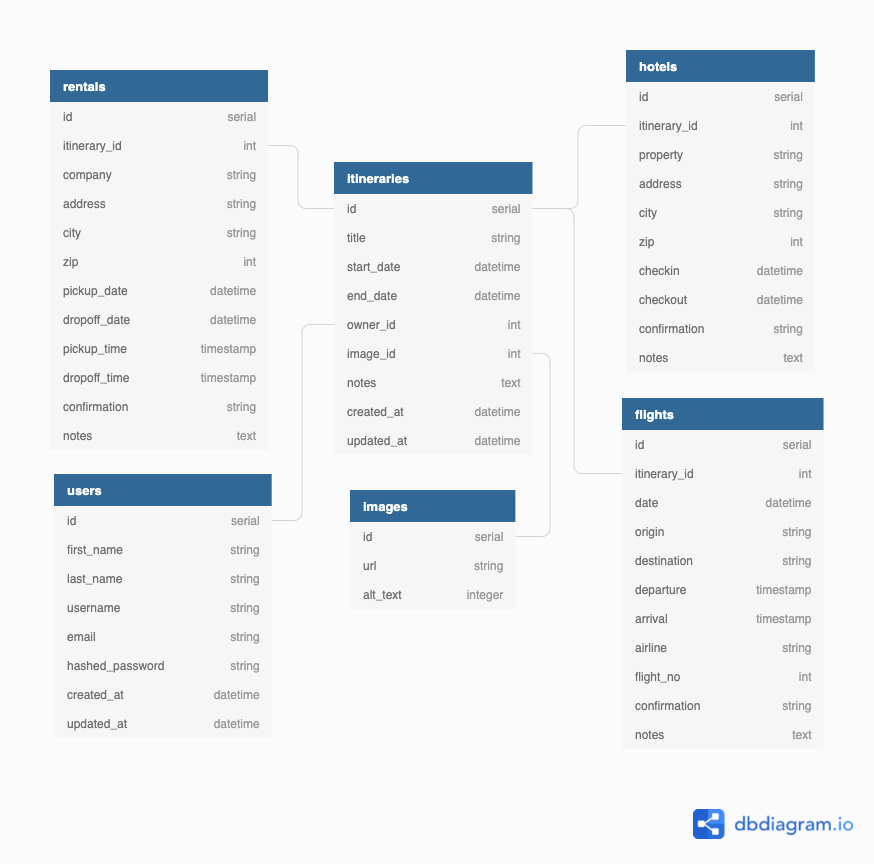 rentals
id serial
itinerary_id int
company string
address string
city string
zip int
pickup_date datetime
dropoff_date datetime
pickup_time timestamp
dropoff_time timestamp
confirmation string
notes text
users
id serial
first_name string
last_name string
username string
email string
hashed_password string
created_at datetime
updated_at datetime
itineraries
id serial
title string
start_date datetime
end_date datetime
owner_id int
image_id int
notes text
created_at datetime
updated_at datetime
images
id serial
url string
alt_text integer
hotels
id serial
itinerary_id int
property string
address string
city string
zip int
checkin datetime
checkout datetime
confirmation string
notes text
flights
id serial
itinerary_id int
date datetime
origin string
destination string
departure timestamp
arrival timestamp
airline string
flight_no int
confirmation string
notes text
dbdiagram.io